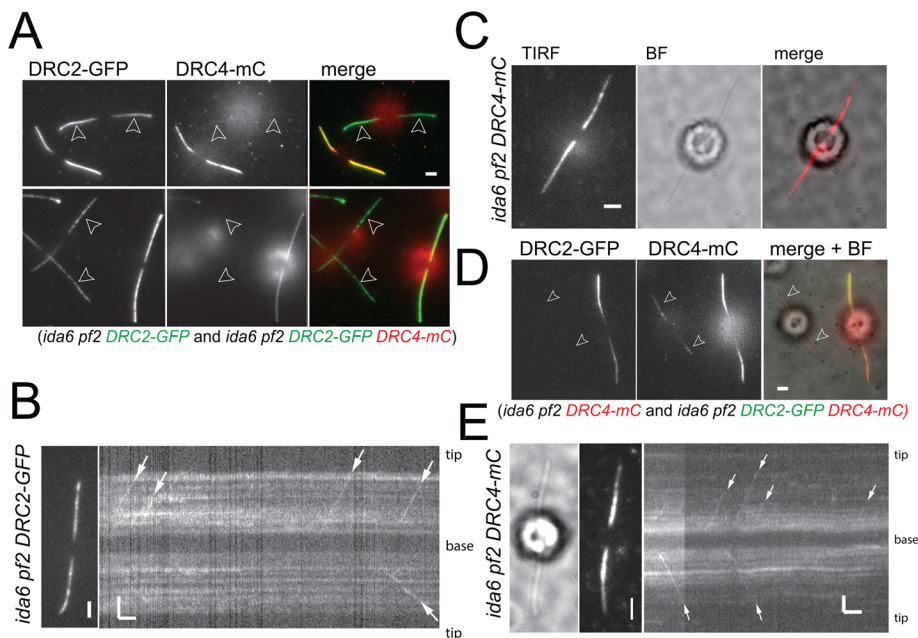 A
DRC2-GFP DRC4-mC merge
(ida6 pf2 DRC2-GFP and ida6 pf2 DRC2-GFP DRC4-mC)
B
ida6 pf2 DRC2-GFP
tip
base
tip
C
TIRF BF merge
ida6 pf2 DRC4-mC
D
DRC2-GFP DRC4-mC merge + BF
(ida6 pf2 DRC4-mC and ida6 pf2 DRC2-GFP DRC4-mC)
E
ida6 pf2 DRC4-mC
tip
base
tip